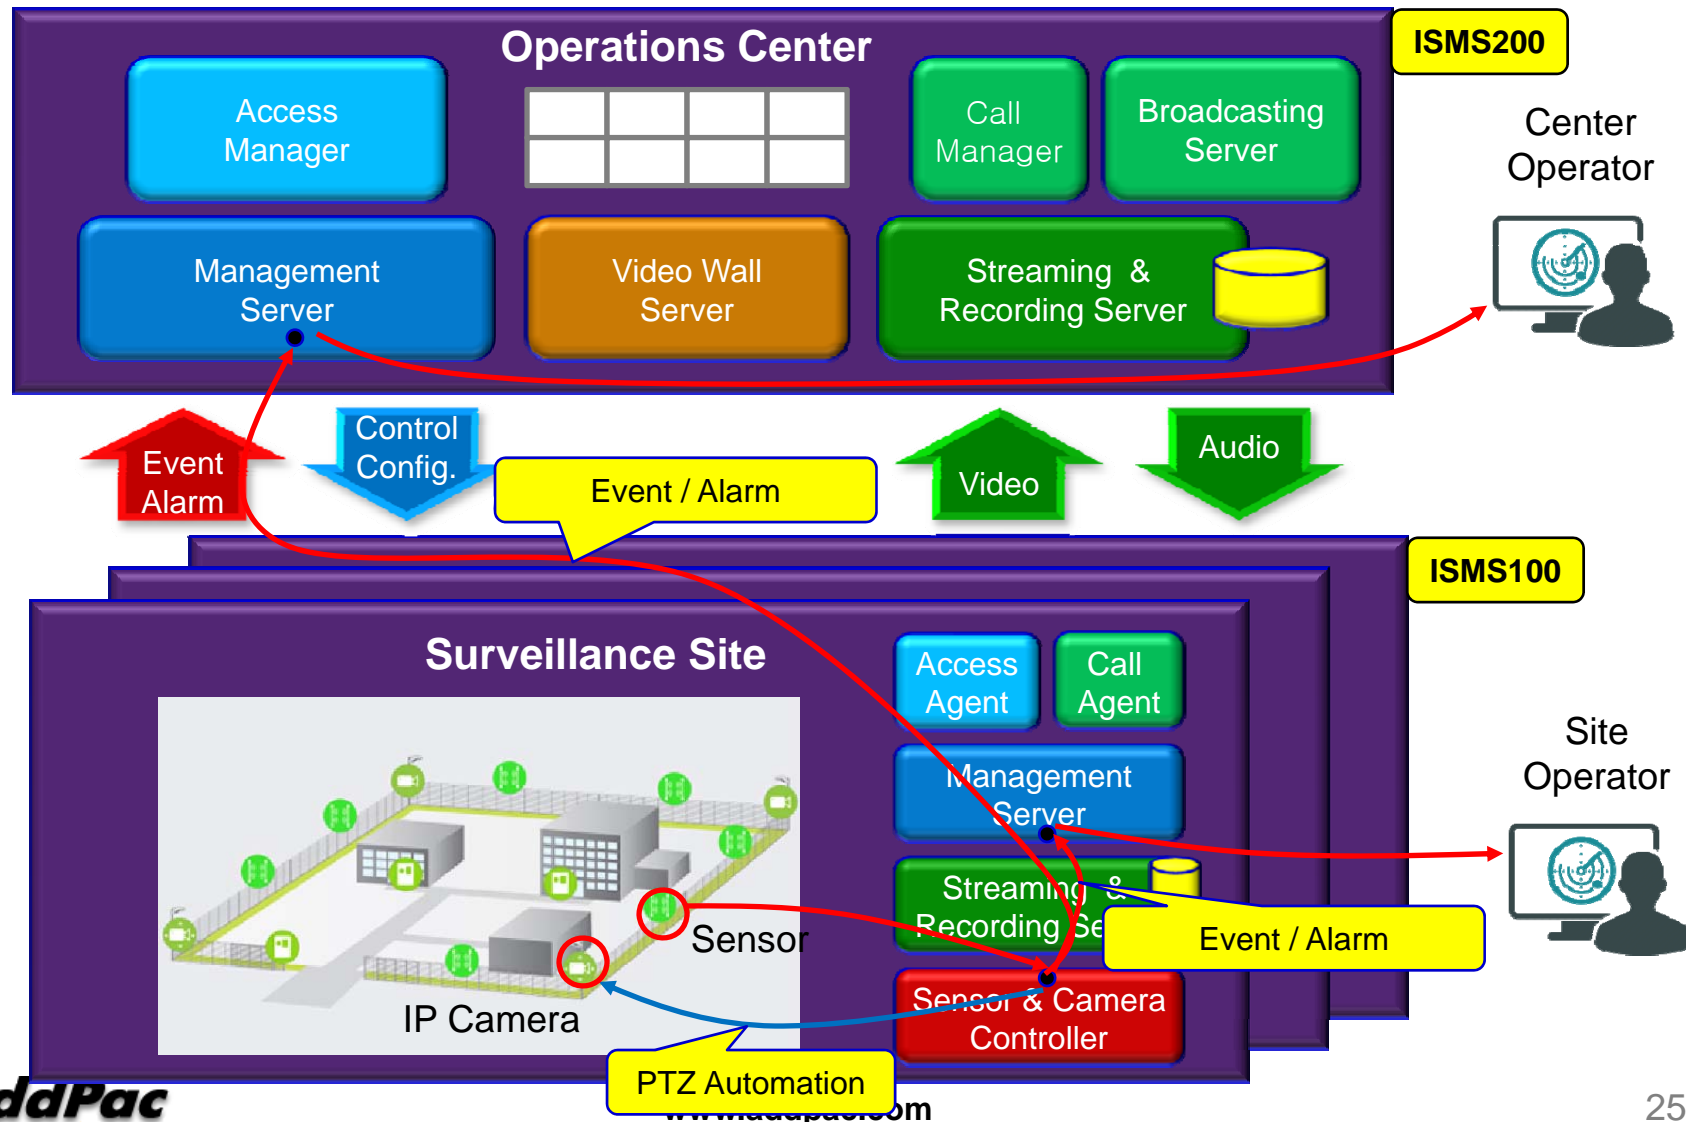 Operations Center
ISMS200
Access
Manager
Call
Manager
Broadcasting
Server
Center
Operator
Management
Server
Video Wall
Server
Streaming &
Recording Server
Event
Alarm
Control
Config.
Event / Alarm
Video
Audio
ISMS100
Surveillance Site
Access
Agent
Call
Agent
Management
Server
Site
Operator
Streaming &
Recording
Event / Alarm
Sensor
IP Camera
Sensor & Camera
Controller
PTZ Automation
25